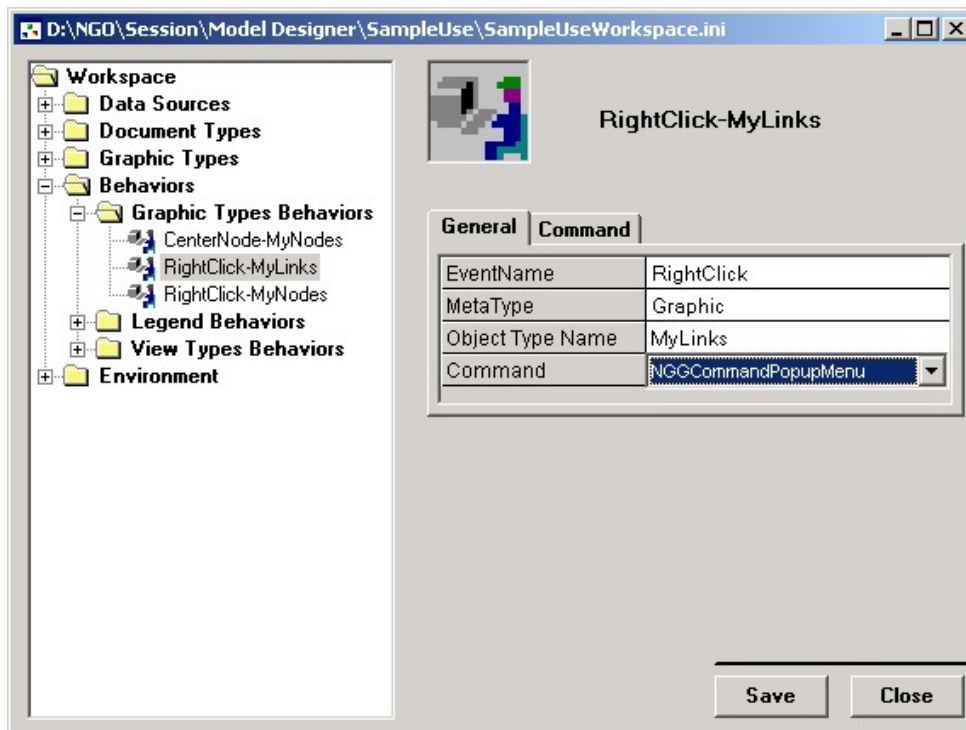 D:\NGO\Session\Model Designer\SampleUse\SampleUseWorkspace.ini
Workspace
Data Sources
Document Types
Graphic Types
Behaviors
Graphic Types Behaviors
CenterNode-MyNodes
RightClick-MyLinks
RightClick-MyNodes
Legend Behaviors
View Types Behaviors
Environment
RightClick-MyLinks
General Command
EventName RightClick
MetaType Graphic
Object Type Name MyLinks
Command NGGCommandPopupMenu
Save Close